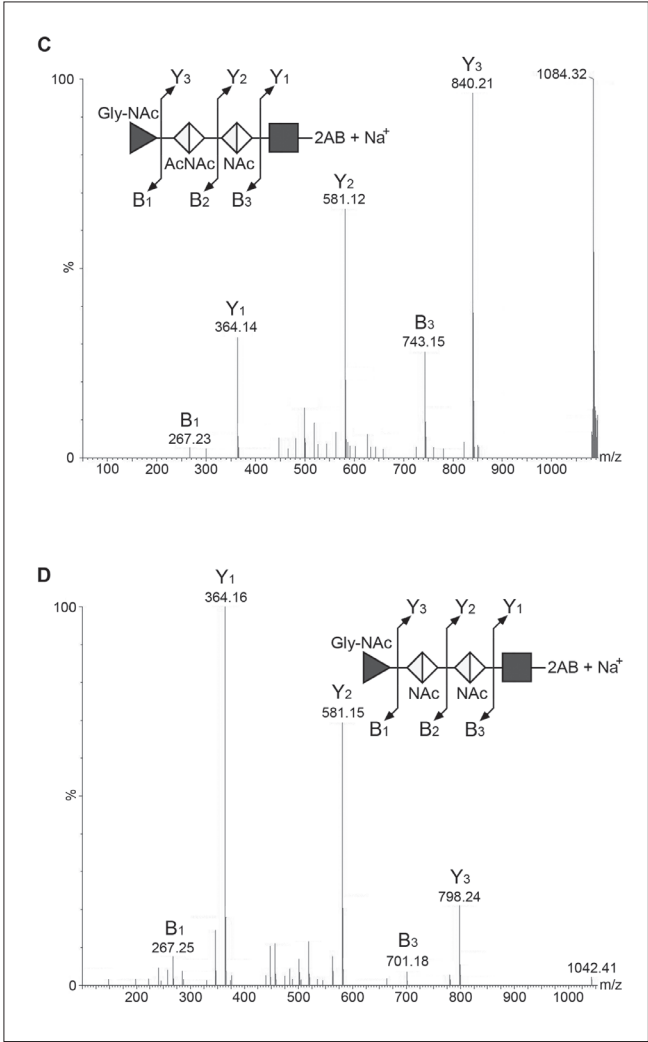 C
Y3
840.21
1084.32
100
Y3 Y2 Y1
Gly-NAc
2AB + Na+
AcNAc NAc
B1 B2 B3
Y2
581.12
%
Y1
364.14
B3
743.15
B1
267.23
0
100 200 300 400 500 600 700 800 900 1000 m/z
D
Y1
364.16
100
Y3 Y2 Y1
Gly-NAc
2AB + Na+
NAc NAc
B1 B2 B3
Y2
581.15
%
Y3
798.24
B1
267.25
B3
701.18
1042.41
0
200 300 400 500 600 700 800 900 1000 m/z